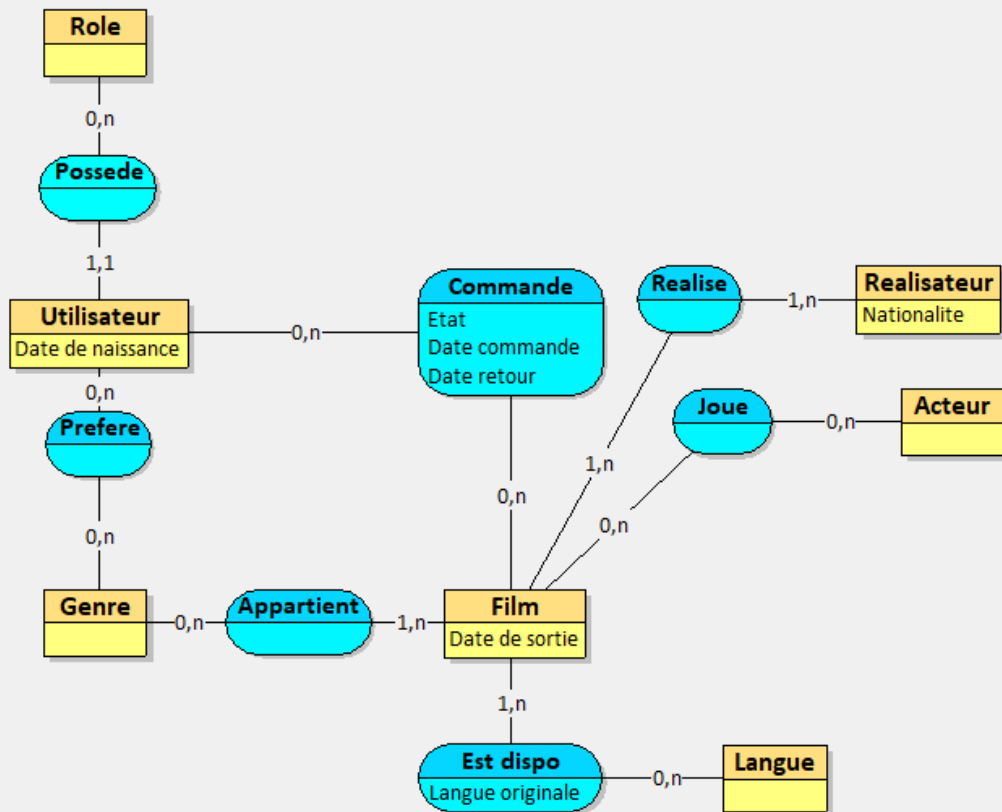 Role
0,n
Possede
1,1
Utilisateur
Date de naissance
0,n
Commande
Etat
Date commande
Date retour
Realise
1,n
Realisateur
Nationalite
0,n
Prefere
Joue
0,n
Acteur
1,n
0,n
0,n
0,n
Genre
0,n
Appartient
1,n
Film
Date de sortie
1,n
Est dispo
Langue originale
0,n
Langue